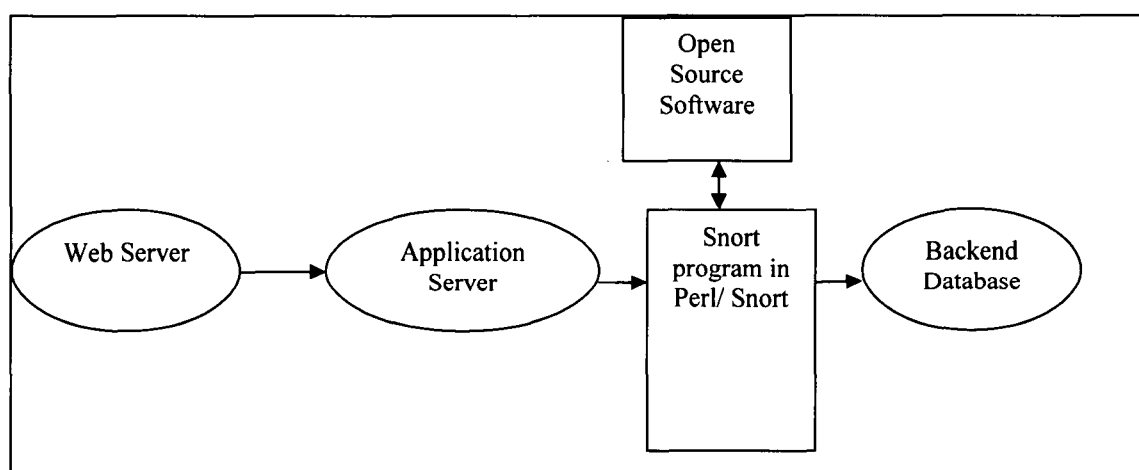 Open
Source
Software
Web Server
Application
Server
Snort
program in
Perl/ Snort
Backend
Database